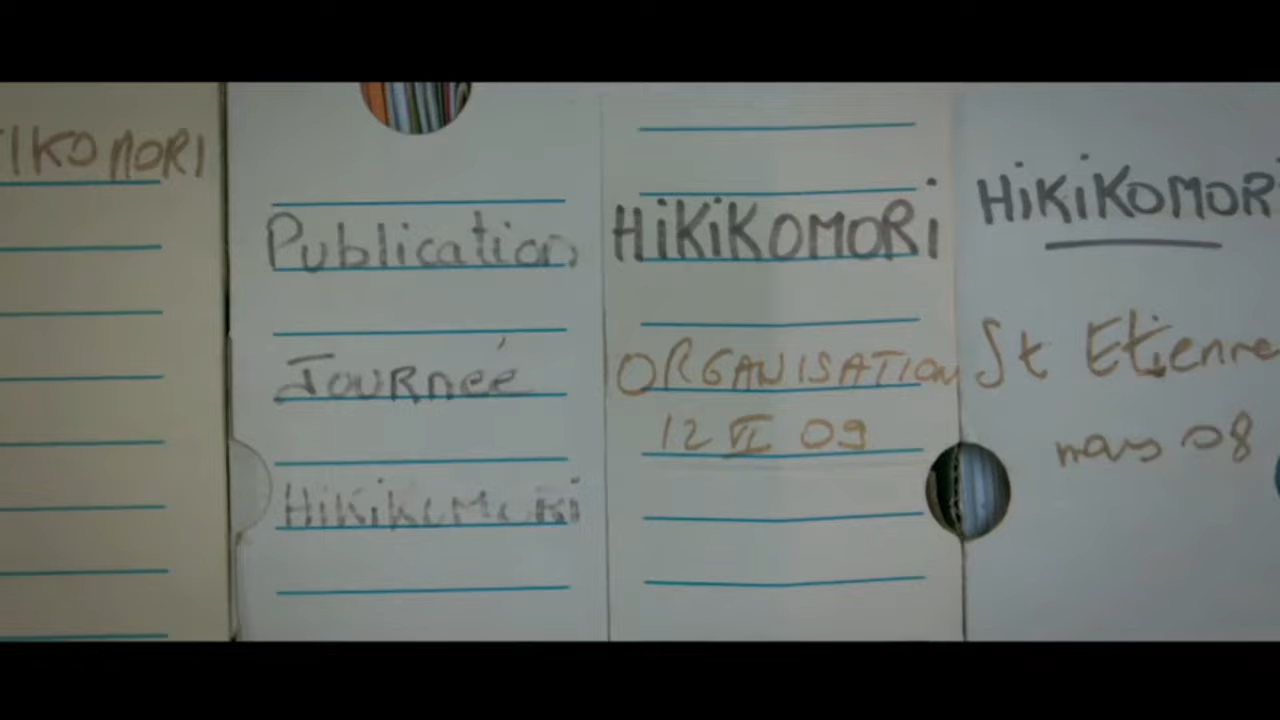 IKOMORI
Publication
Journée
Hikikomori
HiKiKOMORi
ORGANISATION
12 VI 09
HiKiKOMORi
St Etienne
mars 08